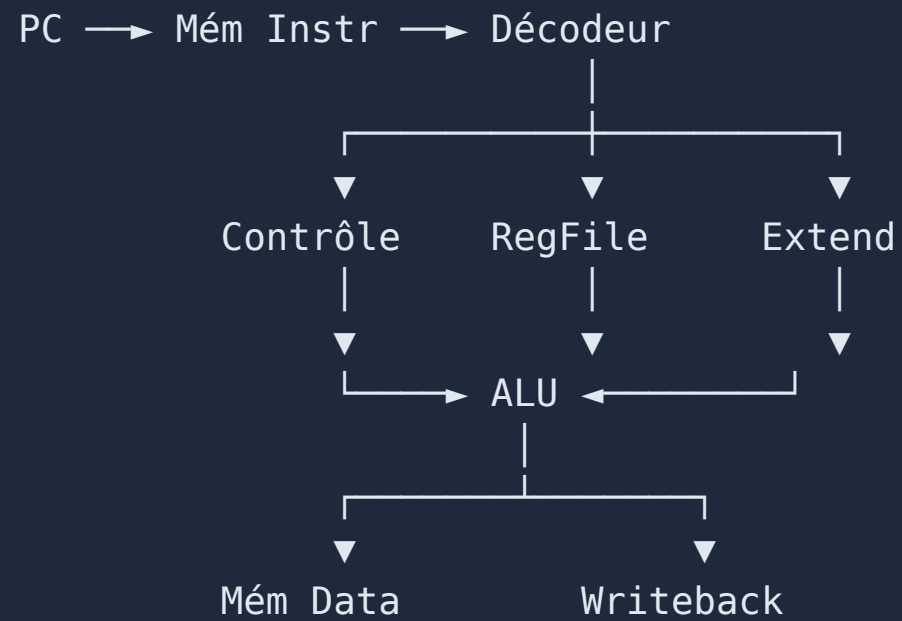 PC ──► Mém Instr ──► Décodeur
Contrôle RegFile Extend
ALU
Mém Data Writeback